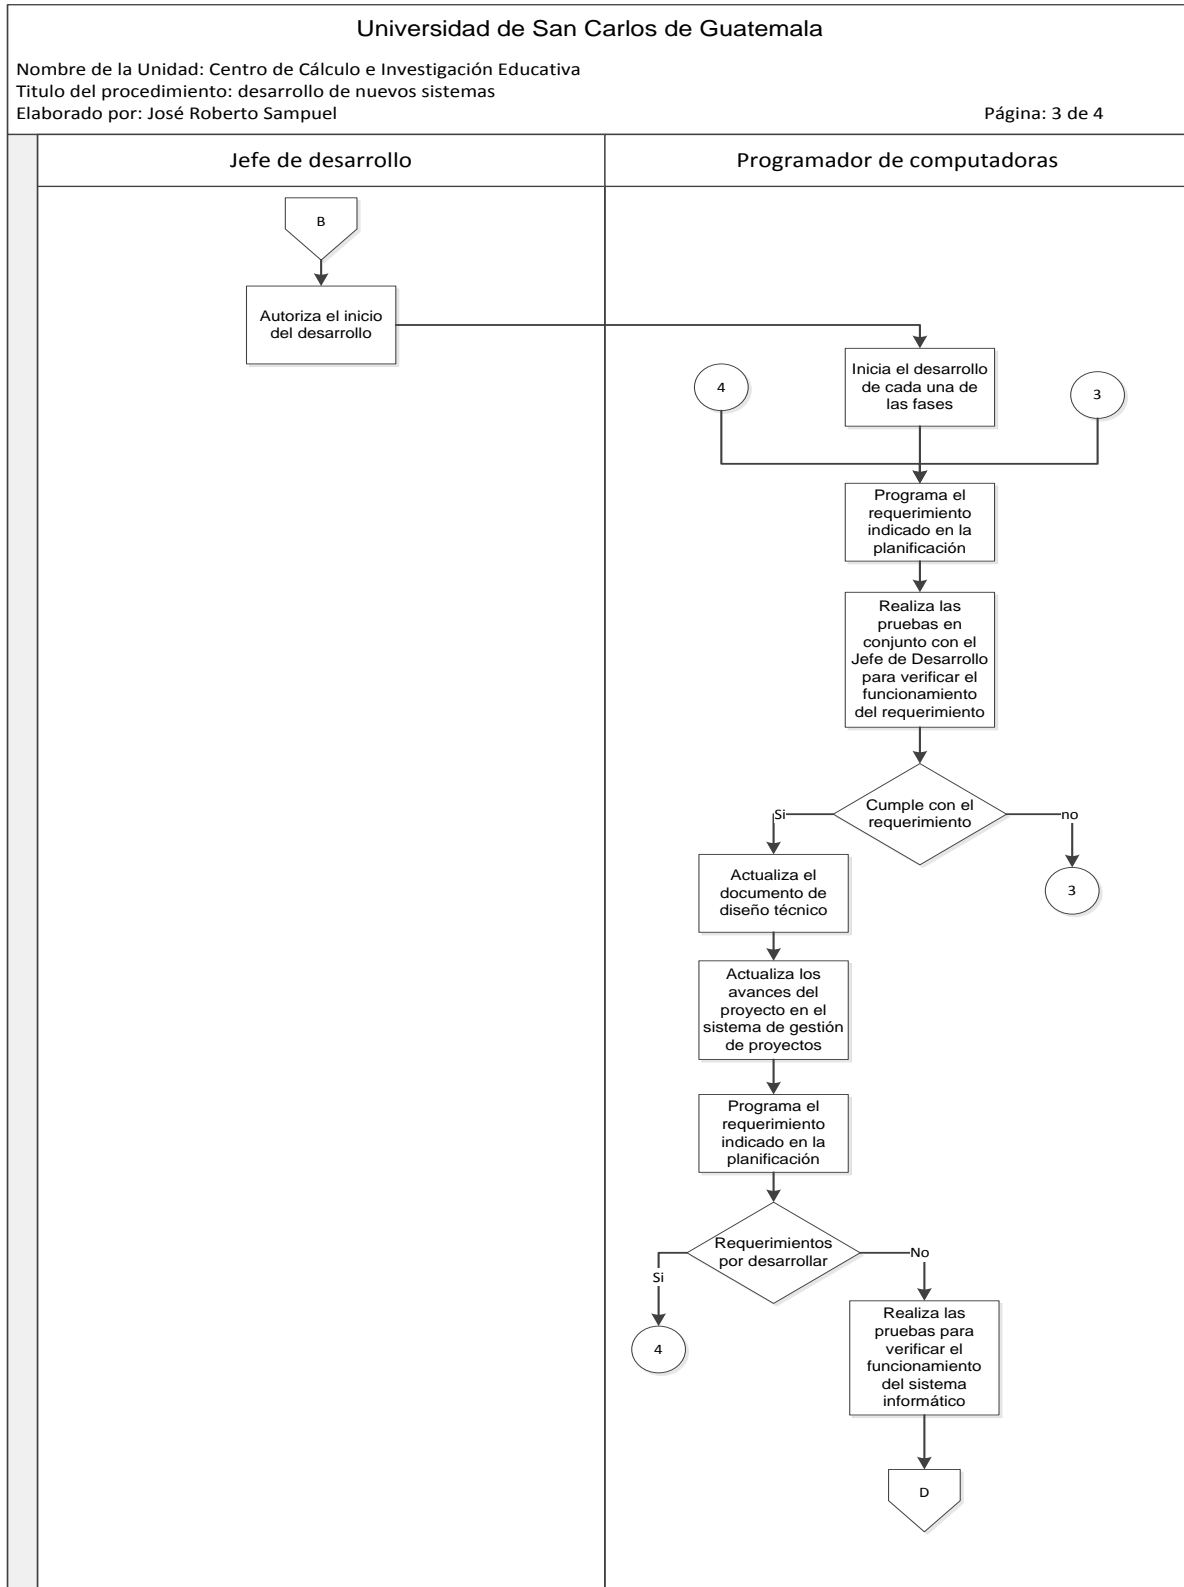 Universidad de San Carlos de Guatemala
Nombre de la Unidad: Centro de Cálculo e Investigación Educativa
Titulo del procedimiento: desarrollo de nuevos sistemas
Elaborado por: José Roberto Sampuel
Página: 3 de 4
Jefe de desarrollo
Programador de computadoras
B
Autoriza el inicio
del desarrollo
Inicia el desarrollo
de cada una de
las fases
4
3
Programa el
requerimiento
indicado en la
planificación
Realiza las
pruebas en
conjunto con el
Jefe de Desarrollo
para verificar el
funcionamiento
del requerimiento
Cumple con el
requerimiento
Si
no
3
Actualiza el
documento de
diseño técnico
Actualiza los
avances del
proyecto en el
sistema de gestión
de proyectos
Programa el
requerimiento
indicado en la
planificación
Requerimientos
por desarrollar
Si
No
4
Realiza las
pruebas para
verificar el
funcionamiento
del sistema
informático
D